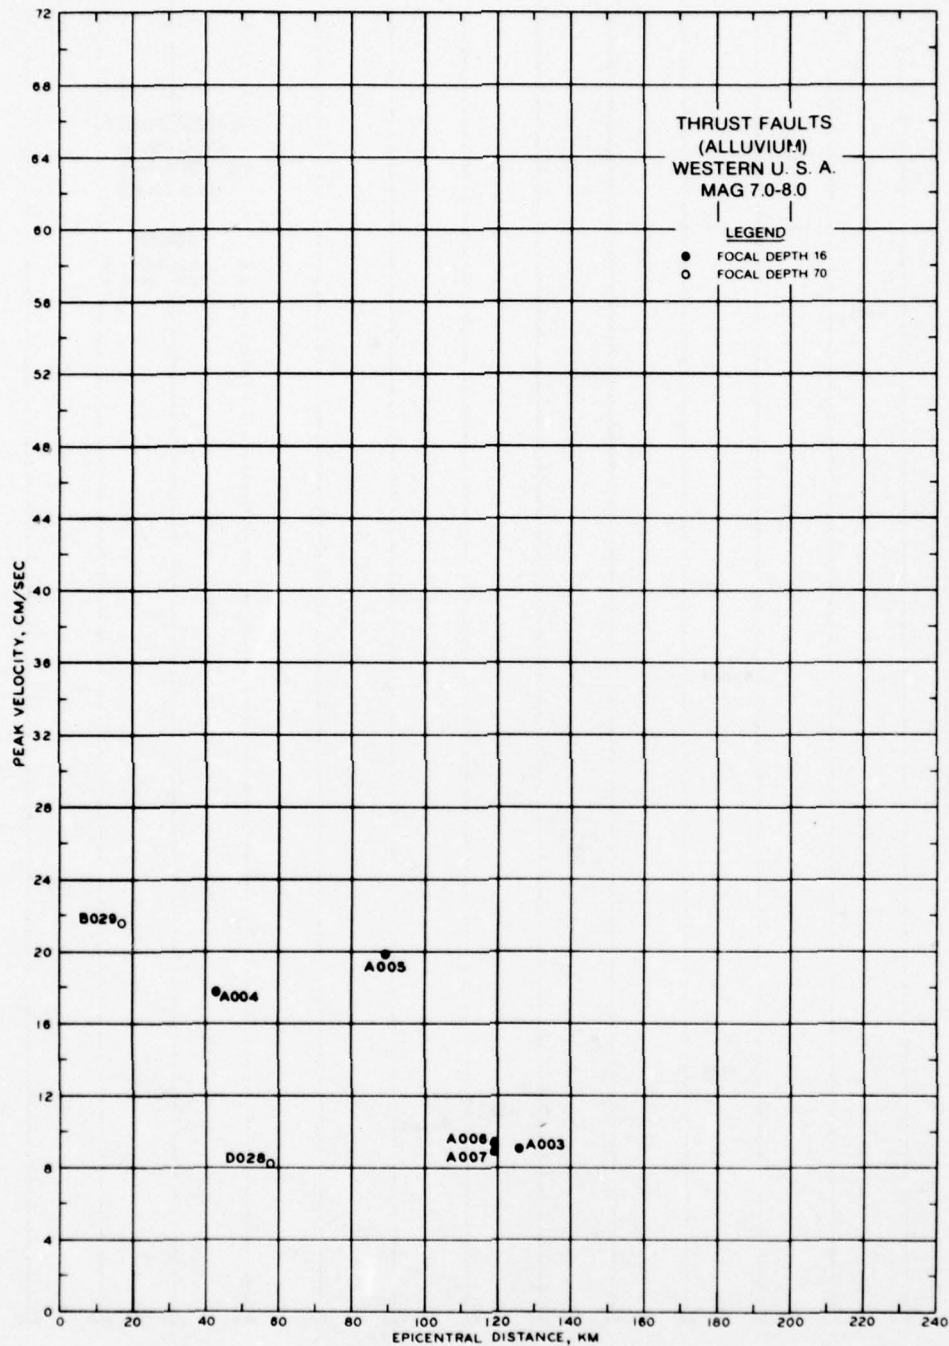 72
68
64
60
56
52
48
44
40
36
32
28
24
20
16
12
8
4
0
PEAK VELOCITY, CM/SEC
THRUST FAULTS
(ALLUVIUM)
WESTERN U. S. A.
MAG 7.0-8.0
LEGEND
● FOCAL DEPTH 16
○ FOCAL DEPTH 70
B029
A005
A004
A006
A003
A007
D028
0 20 40 60 80 100 120 140 160 180 200 220 240
EPICENTRAL DISTANCE, KM